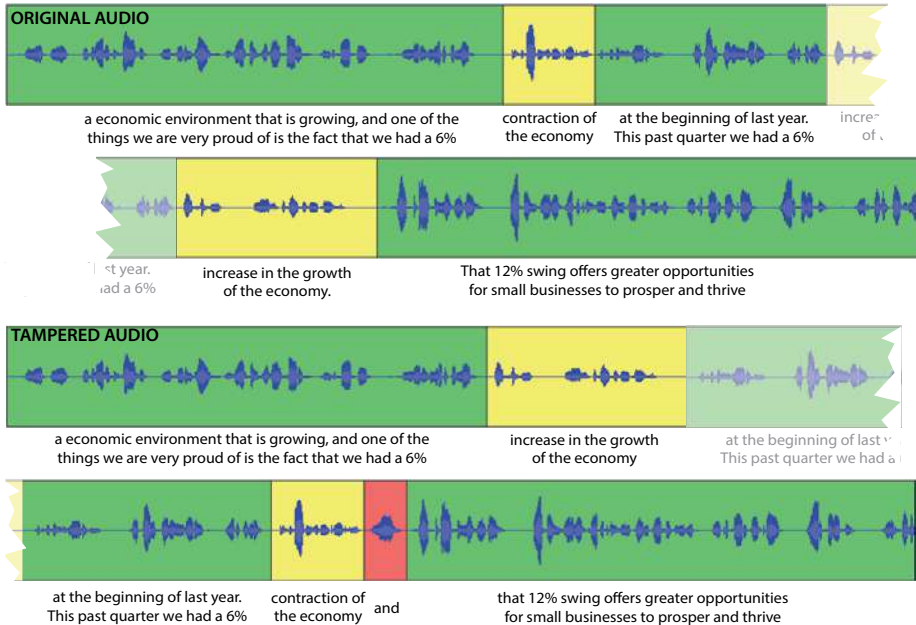 ORIGINAL AUDIO
a economic environment that is growing, and one of the
things we are very proud of is the fact that we had a 6%
contraction of
the economy
at the beginning of last year.
This past quarter we had a 6%
of
last year.
had a 6%
increase in the growth
of the economy.
That 12% swing offers greater opportunities
for small businesses to prosper and thrive
TAMPERED AUDIO
a economic environment that is growing, and one of the
things we are very proud of is the fact that we had a 6%
increase in the growth
of the economy
at the beginning of last
This past quarter we had a
at the beginning of last year.
This past quarter we had a 6%
contraction of
the economy
and
that 12% swing offers greater opportunities
for small businesses to prosper and thrive